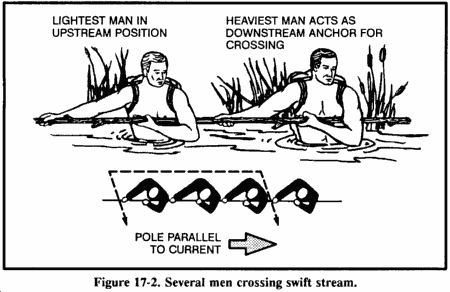 LIGHTEST MAN IN
UPSTREAM POSITION
HEAVIEST MAN ACTS AS
DOWNSTREAM ANCHOR FOR
CROSSING
POLE PARALLEL
TO CURRENT
Figure 17-2. Several men crossing swift stream.